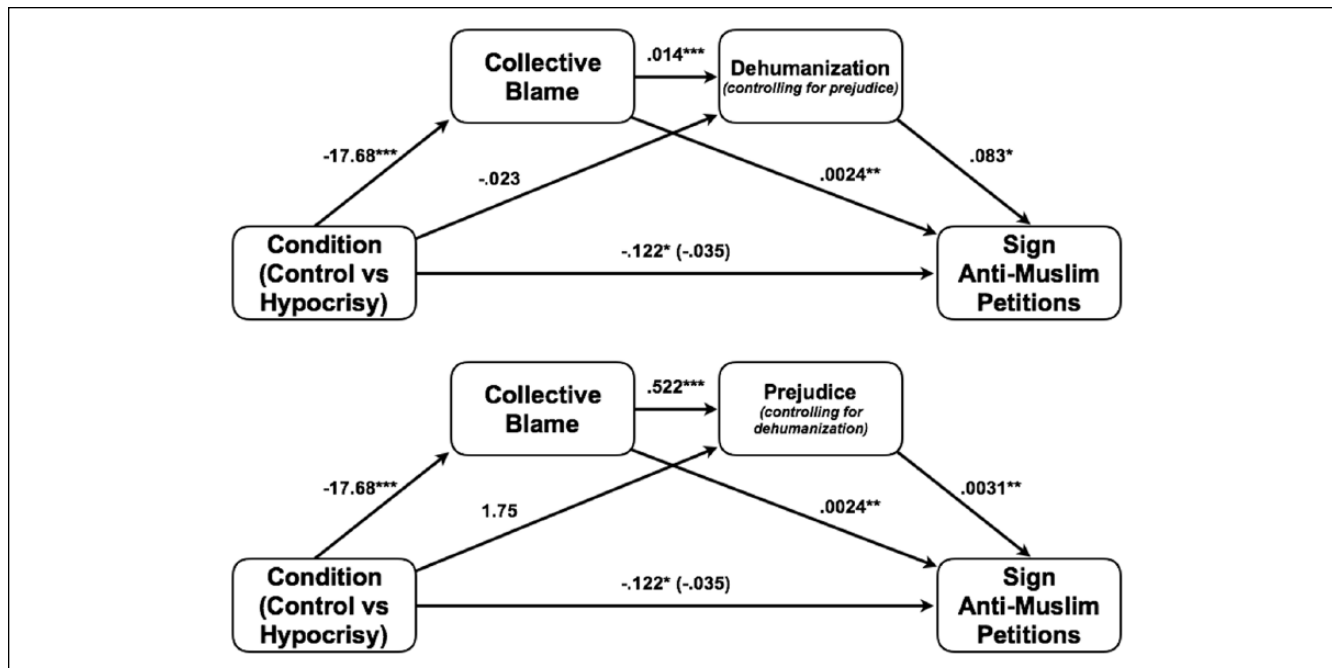 Collective
Blame
.014***
Dehumanization
(controlling for prejudice)
-17.68***
-.023
.0024**
.083*
Condition
(Control vs
Hypocrisy)
-.122* (-.035)
Sign
Anti-Muslim
Petitions
Collective
Blame
.522***
Prejudice
(controlling for
dehumanization)
-17.68***
1.75
.0024**
.0031**
Condition
(Control vs
Hypocrisy)
-.122* (-.035)
Sign
Anti-Muslim
Petitions